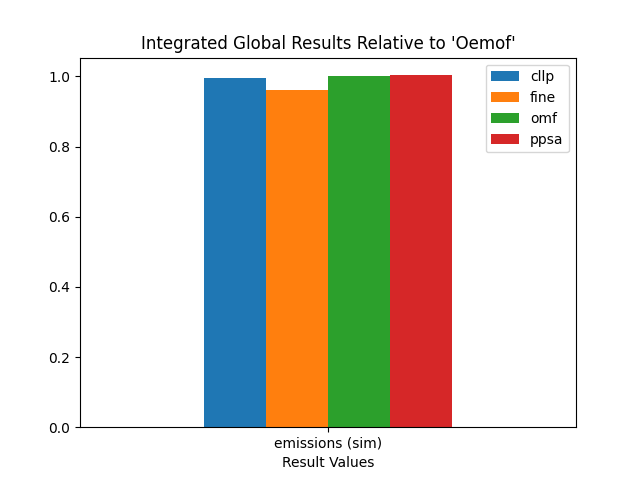 Integrated Global Results Relative to 'Oemof'
1.0
0.8
0.6
0.4
0.2
0.0
cllp
fine
omf
ppsa
emissions (sim)
Result Values